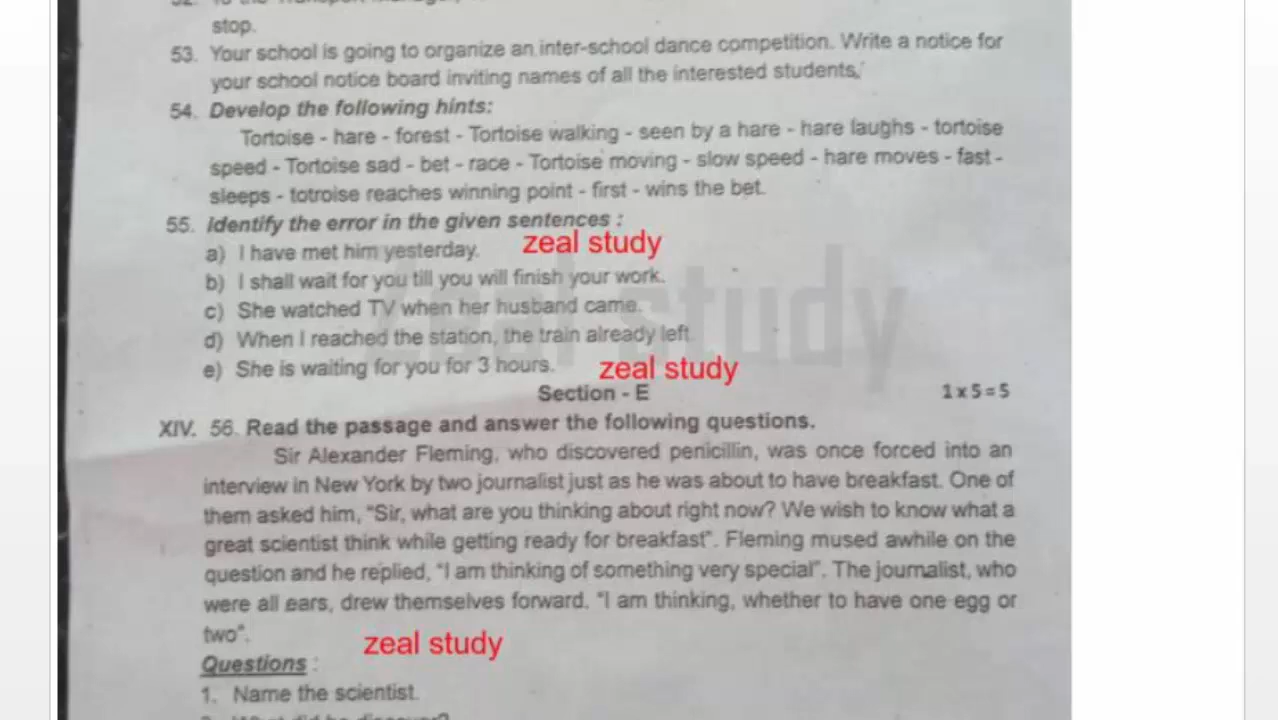 stop.
53. Your school is going to organize an inter-school dance competition. Write a notice for
your school notice board inviting names of all the interested students.
54. Develop the following hints:
Tortoise - hare - forest - Tortoise walking - seen by a hare - hare laughs - tortoise
speed - Tortoise sad - bet - race - Tortoise moving - slow speed - hare moves - fast -
sleeps - totroise reaches winning point - first - wins the bet.
55. Identify the error in the given sentences :
a) I have met him yesterday. zeal study
b) I shall wait for you till you will finish your work.
c) She watched TV when her husband came.
zeal study
d) When I reached the station, the train already left.
e) She is waiting for you for 3 hours. zeal study
Section - E 1 x 5 = 5
XIV. 56. Read the passage and answer the following questions.
Sir Alexander Fleming, who discovered penicillin, was once forced into an
interview in New York by two journalist just as he was about to have breakfast. One of
them asked him, "Sir, what are you thinking about right now? We wish to know what a
great scientist think while getting ready for breakfast". Fleming mused awhile on the
question and he replied, "I am thinking of something very special". The journalist, who
were all ears, drew themselves forward. "I am thinking, whether to have one egg or
two".
zeal study
Questions :
1. Name the scientist.